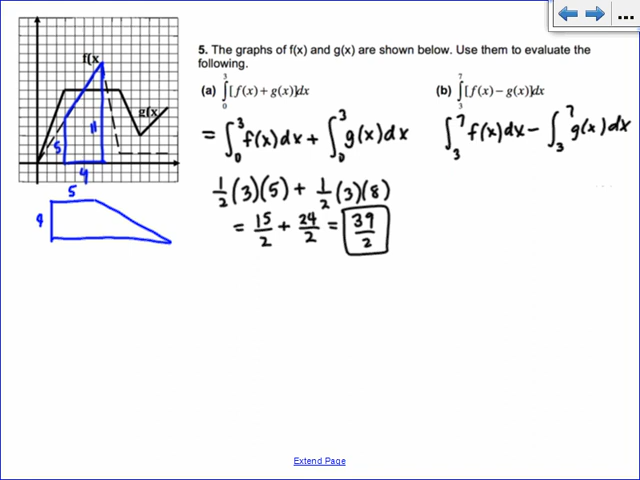 f(x
g(x
5
11
4
5
4
5. The graphs of f(x) and g(x) are shown below. Use them to evaluate the
following.
(a) ∫₀³ [f(x) + g(x)]dx
(b) ∫₃⁷ [f(x) − g(x)]dx
= ∫₀³ f(x)dx + ∫₀³ g(x)dx
∫₃⁷ f(x)dx − ∫₃⁷ g(x)dx
1/2 (3)(5) + 1/2 (3)(8)
= 15/2 + 24/2 = 39/2
Extend Page